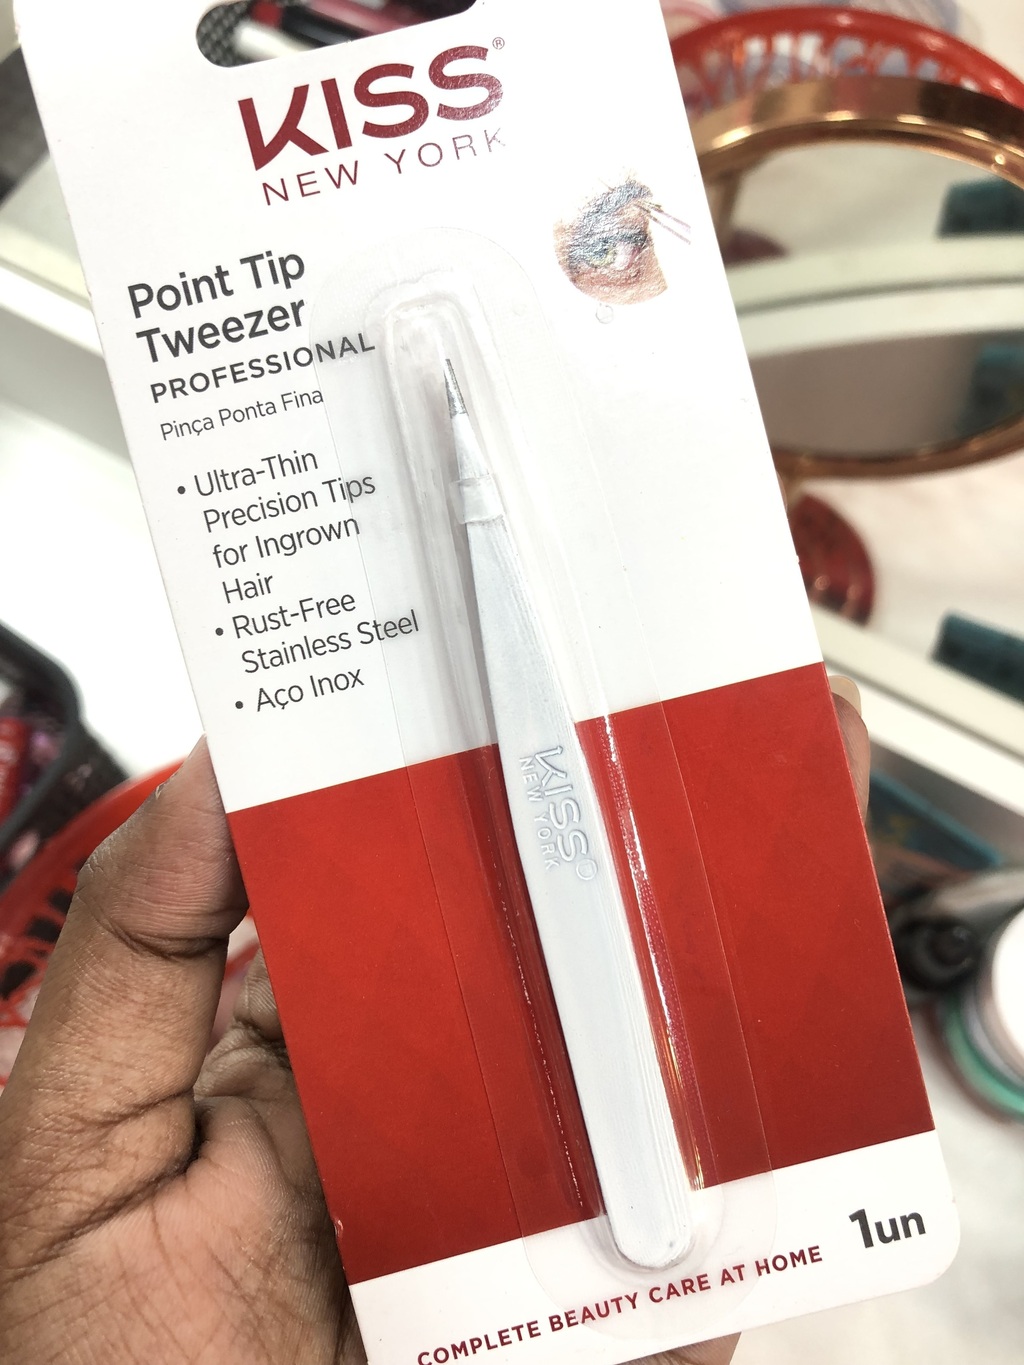 KISS®
NEW YORK
Point Tip
Tweezer
PROFESSIONAL
Pinça Ponta Fina
• Ultra-Thin
Precision Tips
for Ingrown
Hair
• Rust-Free
Stainless Steel
• Aço Inox
KISS
NEW YORK
1un
COMPLETE BEAUTY CARE AT HOME